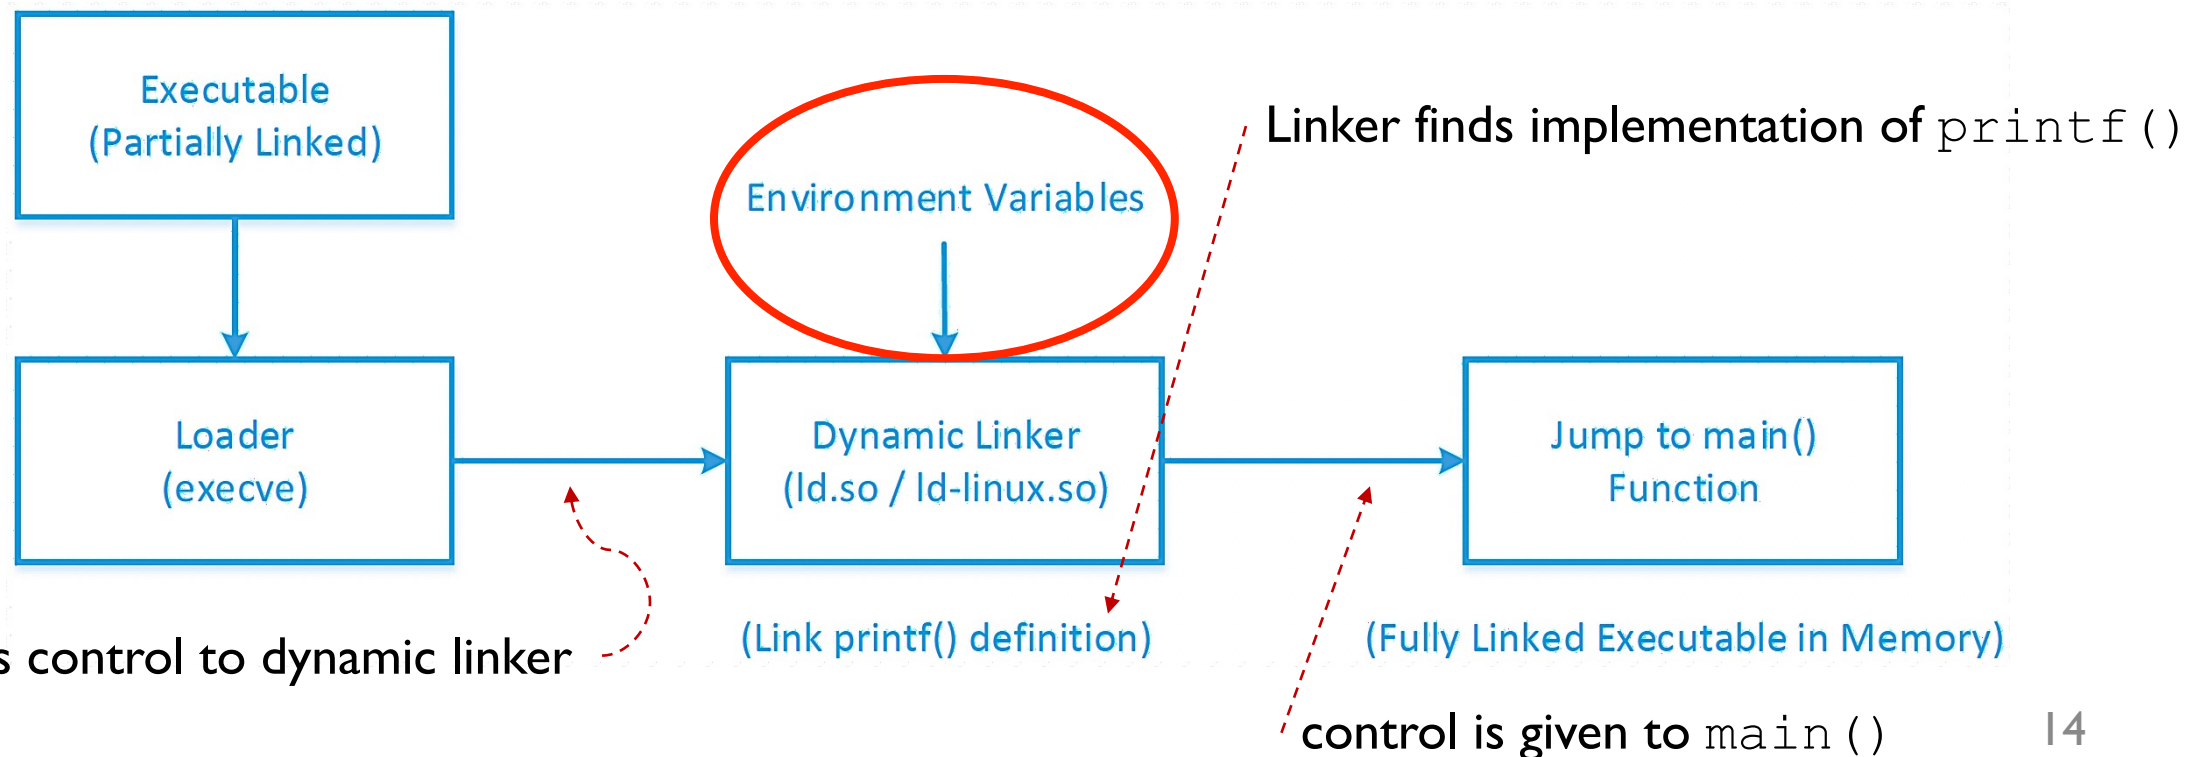 Executable
(Partially Linked)
Environment Variables
Linker finds implementation of printf()
Loader
(execve)
Dynamic Linker
(ld.so / ld-linux.so)
Jump to main()
Function
(Link printf() definition)
(Fully Linked Executable in Memory)
s control to dynamic linker
control is given to main()
14